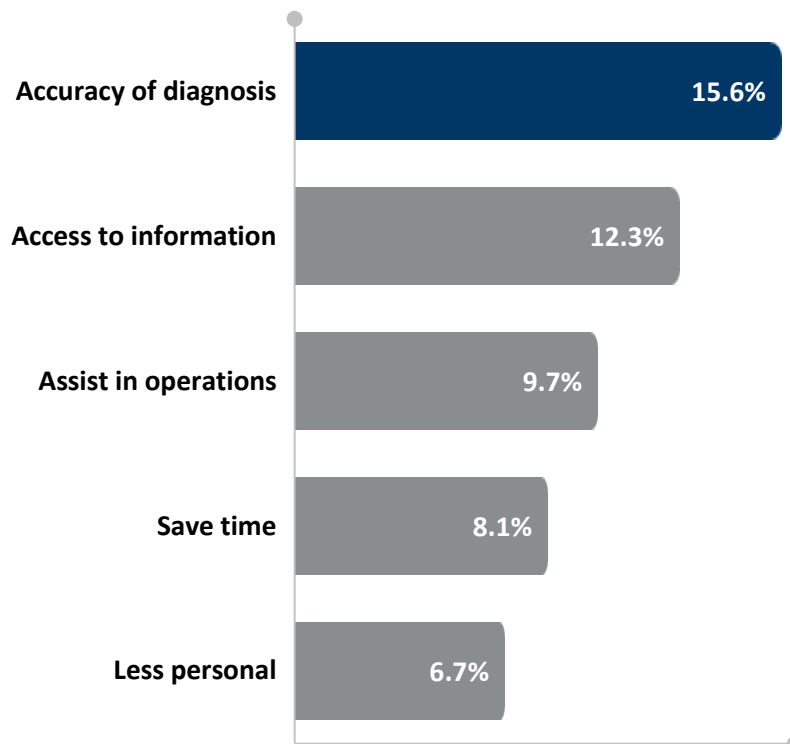 Accuracy of diagnosis 15.6%
Access to information 12.3%
Assist in operations 9.7%
Save time 8.1%
Less personal 6.7%